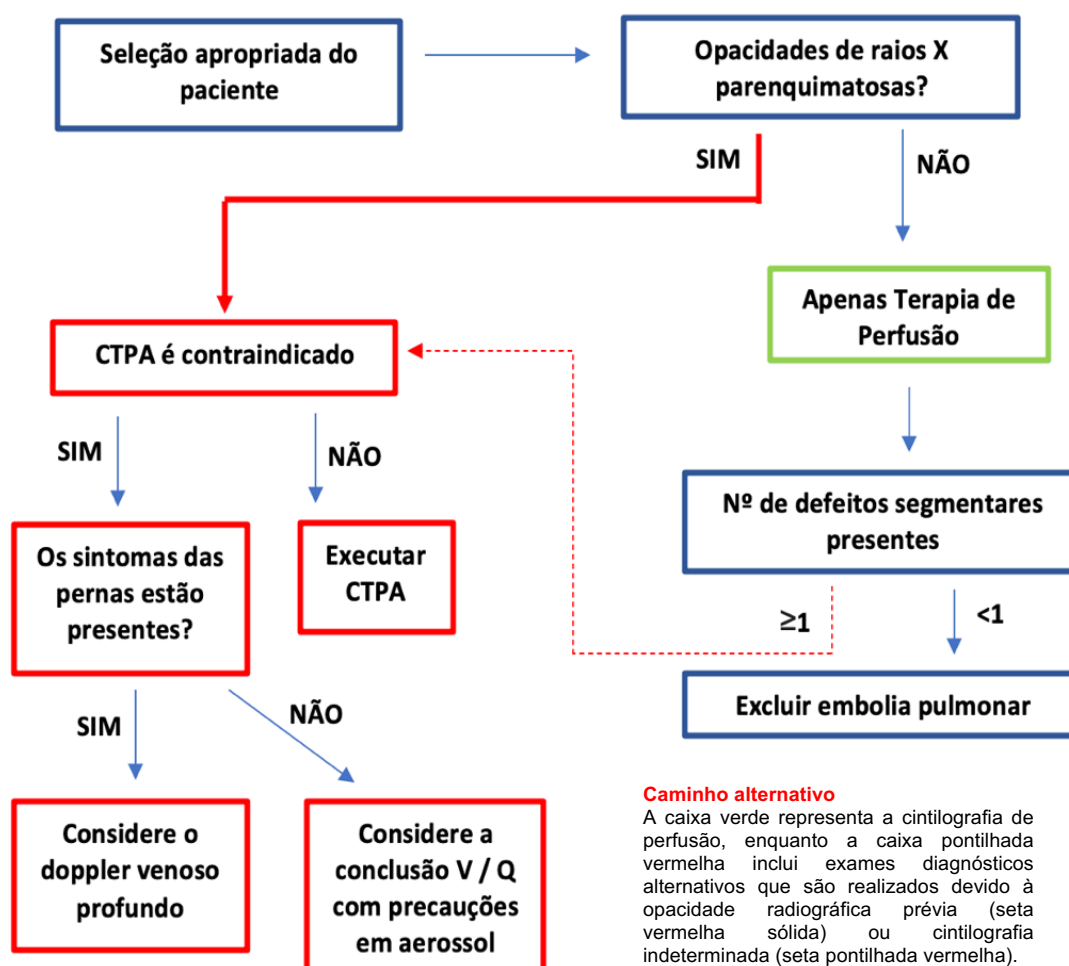 Seleção apropriada do
paciente
Opacidades de raios X
parenquimatosas?
SIM
NÃO
Apenas Terapia de
Perfusão
CTPA é contraindicado
SIM
NÃO
Nº de defeitos segmentares
presentes
Os sintomas das
pernas estão
presentes?
Executar
CTPA
≥1
<1
Excluir embolia pulmonar
SIM
NÃO
Considere o
doppler venoso
profundo
Considere a
conclusão V / Q
com precauções
em aerossol
Caminho alternativo
A caixa verde representa a cintilografia de
perfusão, enquanto a caixa pontilhada
vermelha inclui exames diagnósticos
alternativos que são realizados devido à
opacidade radiográfica prévia (seta
vermelha sólida) ou cintilografia
indeterminada (seta pontilhada vermelha).